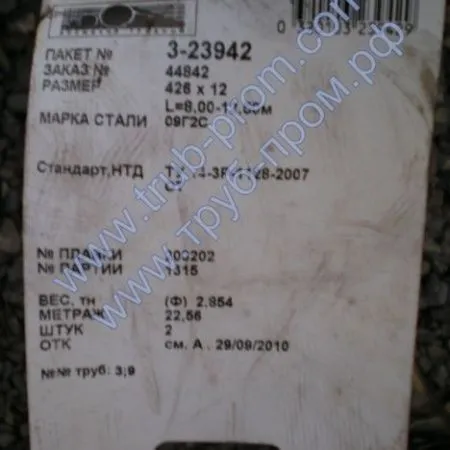 ПАКЕТ № 3-23942
ЗАКАЗ № 44842
РАЗМЕР 426 x 12
МАРКА СТАЛИ 09Г2С
Стандарт,НТД
№ ПЛАВКИ
№ ПАРТИИ 1315
ВЕС, тн (Ф) 2,854
МЕТРАЖ 22,56
ШТУК 2
ОТК см. А . 29/09/2010
№№ труб: 3;9
www.trub-prom.com
www.труб-пром.рф